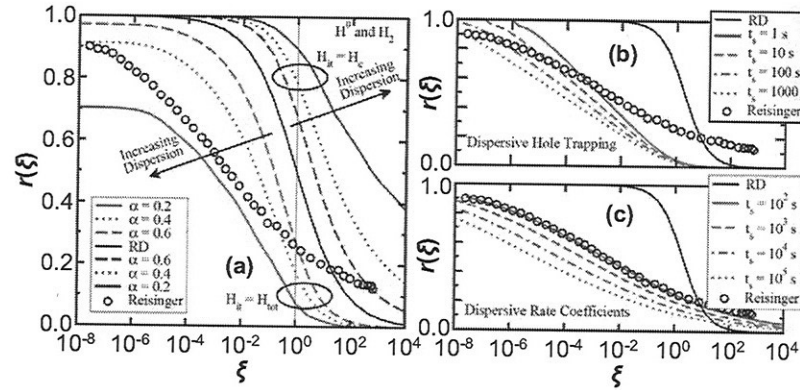 r(ξ)
1.0
0.8
0.6
0.4
0.2
0.0
10⁻⁸ 10⁻⁶ 10⁻⁴ 10⁻² 10⁰ 10² 10⁴
ξ
H⁰ and H₂
H_it = H_c
Increasing Dispersion
Increasing
Dispersion
α = 0.2
α = 0.4
α = 0.6
RD
α = 0.6
α = 0.4
α = 0.2
Reisinger
(a)
H_it = H_tot
r(ξ)
1.0
0.0
(b)
RD
t_s = 1 s
t_s = 10 s
t_s = 100 s
t_s = 1000
Reisinger
Dispersive Hole Trapping
r(ξ)
1.0
0.0
(c)
RD
t_s = 10² s
t_s = 10³ s
t_s = 10⁴ s
t_s = 10⁵ s
Reisinger
Dispersive Rate Coefficients
10⁻⁸ 10⁻⁶ 10⁻⁴ 10⁻² 10⁰ 10² 10⁴
ξ